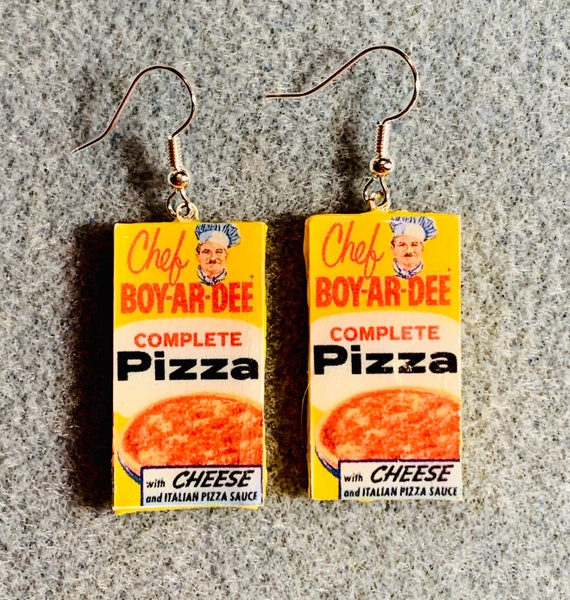 Chef
BOY-AR-DEE
COMPLETE
Pizza
with CHEESE
and ITALIAN PIZZA SAUCE
Chef
BOY-AR-DEE
COMPLETE
Pizza
with CHEESE
and ITALIAN PIZZA SAUCE